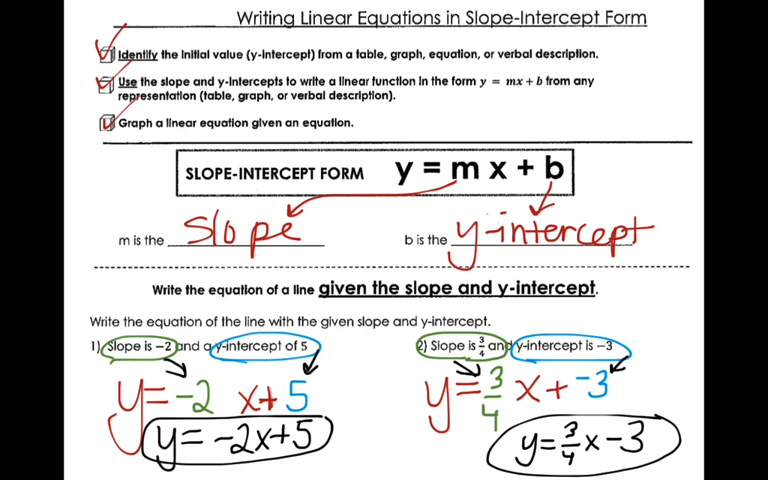 Writing Linear Equations in Slope-Intercept Form
Identify the initial value (y-intercept) from a table, graph, equation, or verbal description.
Use the slope and y-intercepts to write a linear function in the form y = mx + b from any
representation (table, graph, or verbal description).
Graph a linear equation given an equation.
SLOPE-INTERCEPT FORM y = m x + b
m is the slope b is the y-intercept
Write the equation of a line given the slope and y-intercept.
Write the equation of the line with the given slope and y-intercept.
1) Slope is −2 and a y-intercept of 5 2) Slope is 3/4 and y-intercept is −3
y = -2 x + 5 y = 3/4 x + -3
y = -2x+5 y = 3/4 x - 3